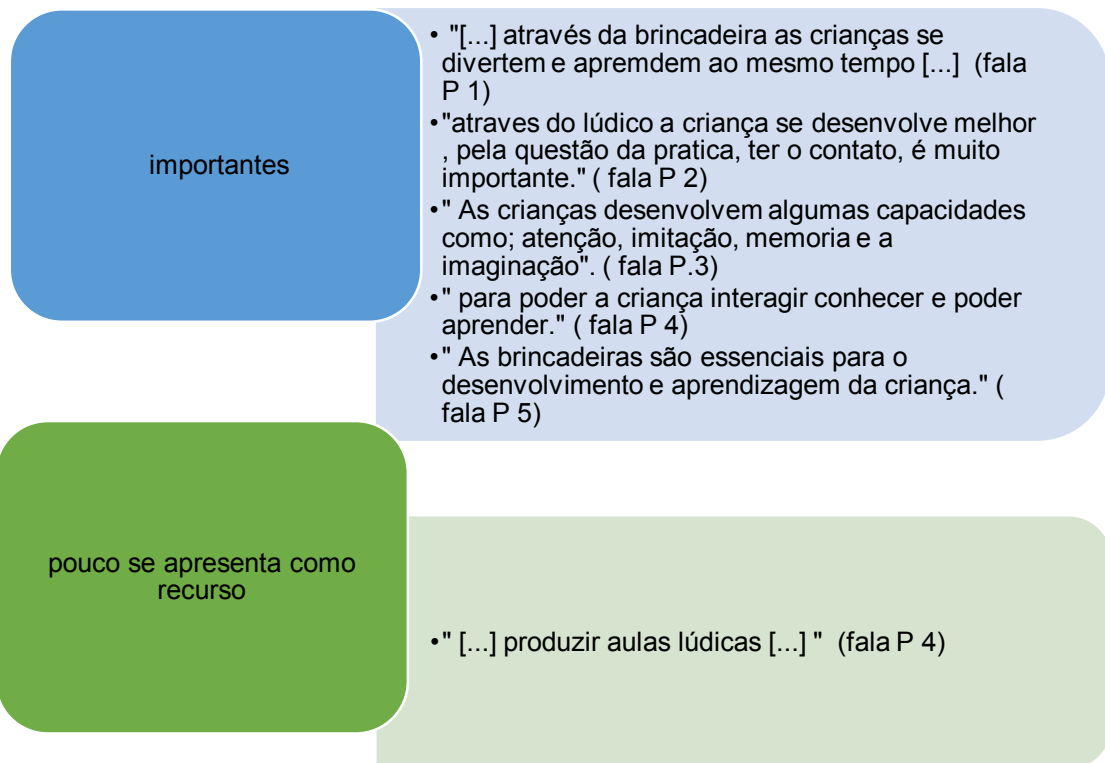 importantes
• "[...] através da brincadeira as crianças se
divertem e apremdem ao mesmo tempo [...] (fala
P 1)
•"atraves do lúdico a criança se desenvolve melhor
, pela questão da pratica, ter o contato, é muito
importante." ( fala P 2)
•" As crianças desenvolvem algumas capacidades
como; atenção, imitação, memoria e a
imaginação". ( fala P.3)
•" para poder a criança interagir conhecer e poder
aprender." ( fala P 4)
•" As brincadeiras são essenciais para o
desenvolvimento e aprendizagem da criança." (
fala P 5)
pouco se apresenta como
recurso
•" [...] produzir aulas lúdicas [...] " (fala P 4)